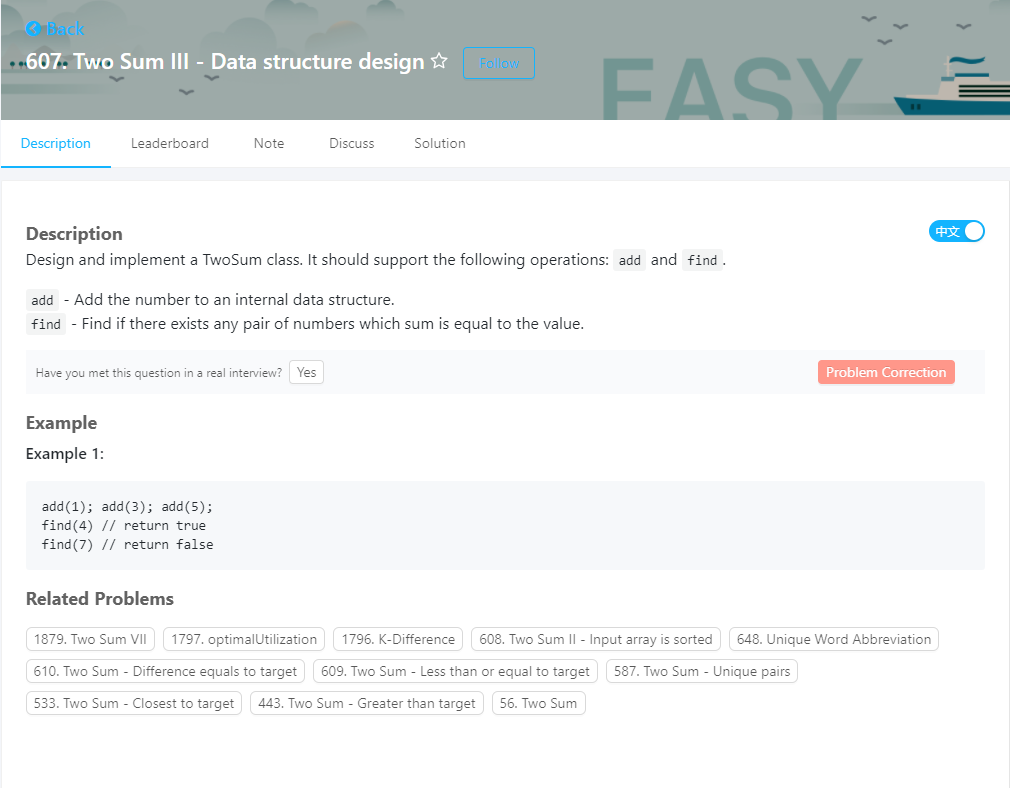 Back
607. Two Sum III - Data structure design
Follow
EASY
Description
Leaderboard
Note
Discuss
Solution
Description
中文
Design and implement a TwoSum class. It should support the following operations: add and find.
add - Add the number to an internal data structure.
find - Find if there exists any pair of numbers which sum is equal to the value.
Have you met this question in a real interview? Yes
Problem Correction
Example
Example 1:
add(1); add(3); add(5);
find(4) // return true
find(7) // return false
Related Problems
1879. Two Sum VII 1797. optimalUtilization 1796. K-Difference 608. Two Sum II - Input array is sorted 648. Unique Word Abbreviation
610. Two Sum - Difference equals to target 609. Two Sum - Less than or equal to target 587. Two Sum - Unique pairs
533. Two Sum - Closest to target 443. Two Sum - Greater than target 56. Two Sum